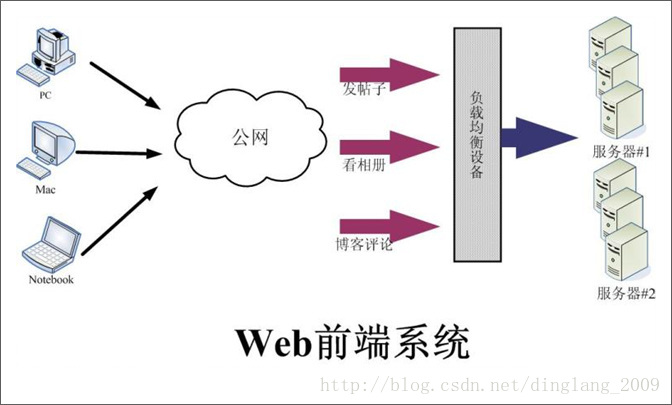 PC
Mac
Notebook
公网
发帖子
看相册
博客评论
负载均衡设备
服务器#1
服务器#2
Web前端系统
http://blog.csdn.net/dinglang_2009